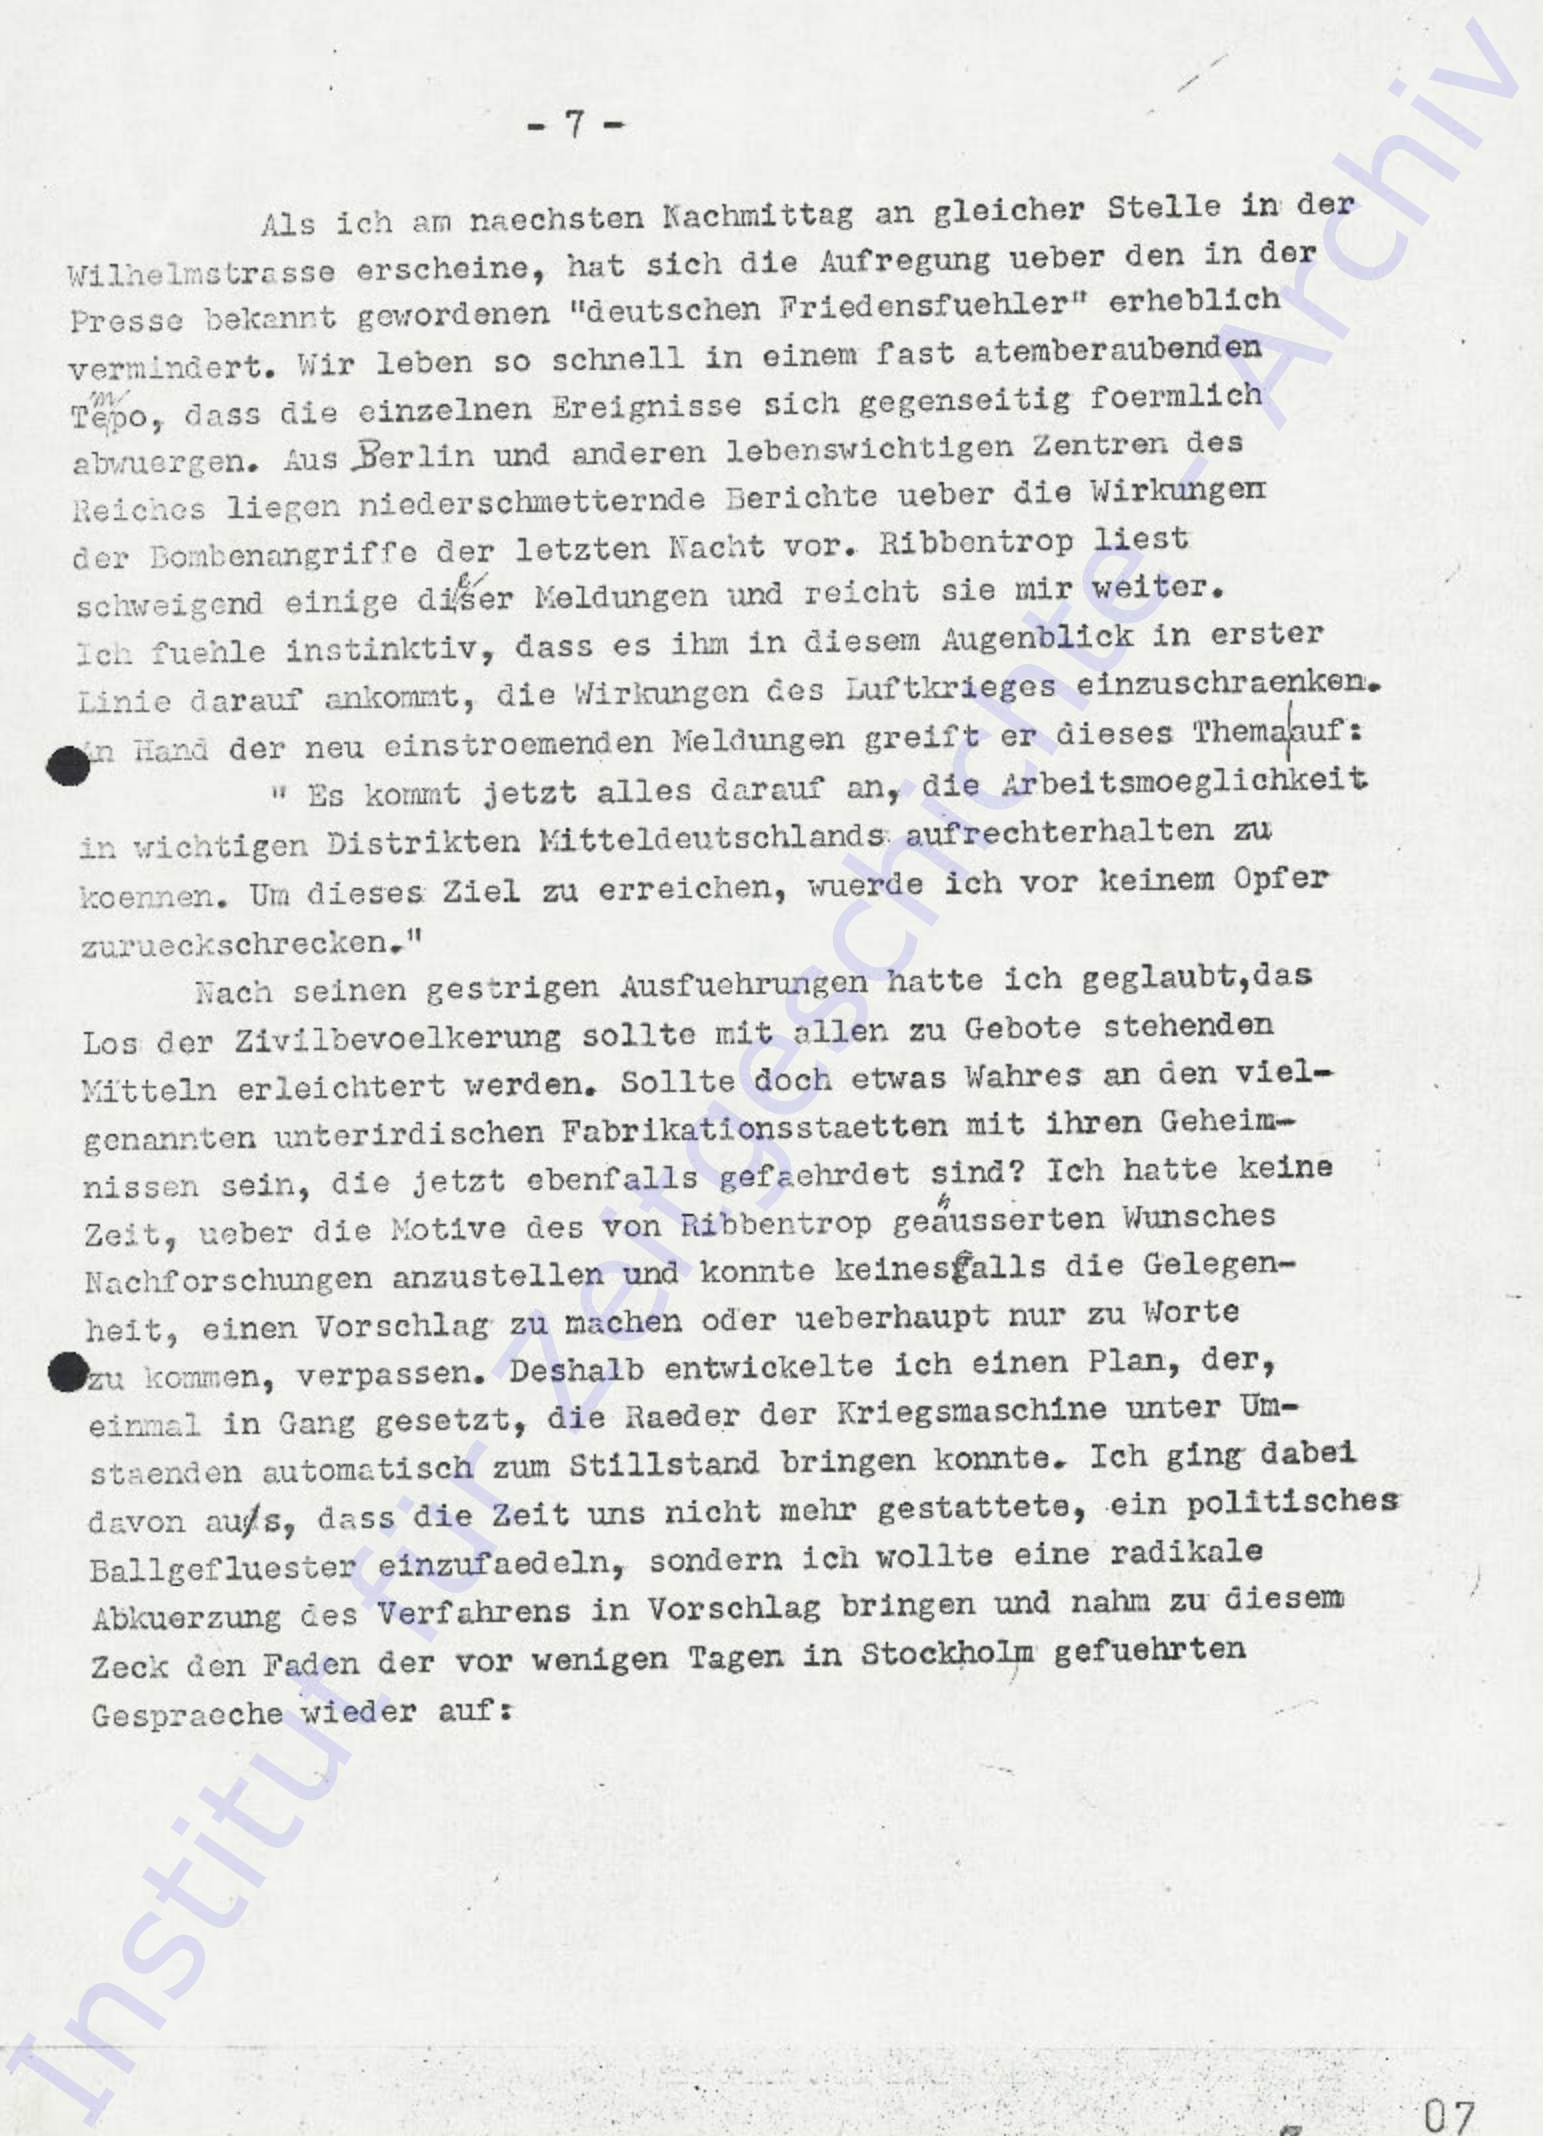 - 7 -
Als ich am naechsten Nachmittag an gleicher Stelle in der
Wilhelmstrasse erscheine, hat sich die Aufregung ueber den in der
Presse bekannt gewordenen "deutschen Friedensfuehler" erheblich
vermindert. Wir leben so schnell in einem fast atemberaubenden
Tempo, dass die einzelnen Ereignisse sich gegenseitig foermlich
abwuergen. Aus Berlin und anderen lebenswichtigen Zentren des
Reiches liegen niederschmetternde Berichte ueber die Wirkungen
der Bombenangriffe der letzten Nacht vor. Ribbentrop liest
schweigend einige dieser Meldungen und reicht sie mir weiter.
Ich fuehle instinktiv, dass es ihm in diesem Augenblick in erster
Linie darauf ankommt, die Wirkungen des Luftkrieges einzuschraenken.
An Hand der neu einstroemenden Meldungen greift er dieses Thema|auf:
" Es kommt jetzt alles darauf an, die Arbeitsmoeglichkeit
in wichtigen Distrikten Mitteldeutschlands aufrechterhalten zu
koennen. Um dieses Ziel zu erreichen, wuerde ich vor keinem Opfer
zurueckschrecken."
Nach seinen gestrigen Ausfuehrungen hatte ich geglaubt,das
Los der Zivilbevoelkerung sollte mit allen zu Gebote stehenden
Mitteln erleichtert werden. Sollte doch etwas Wahres an den viel-
genannten unterirdischen Fabrikationsstaetten mit ihren Geheim-
nissen sein, die jetzt ebenfalls gefaehrdet sind? Ich hatte keine
Zeit, ueber die Motive des von Ribbentrop geäusserten Wunsches
Nachforschungen anzustellen und konnte keinesfalls die Gelegen-
heit, einen Vorschlag zu machen oder ueberhaupt nur zu Worte
zu kommen, verpassen. Deshalb entwickelte ich einen Plan, der,
einmal in Gang gesetzt, die Raeder der Kriegsmaschine unter Um-
staenden automatisch zum Stillstand bringen konnte. Ich ging dabei
davon aus, dass die Zeit uns nicht mehr gestattete, ein politisches
Ballgefluester einzufaedeln, sondern ich wollte eine radikale
Abkuerzung des Verfahrens in Vorschlag bringen und nahm zu diesem
Zeck den Faden der vor wenigen Tagen in Stockholm gefuehrten
Gespraeche wieder auf:
Institut für Zeitgeschichte - Archiv
07